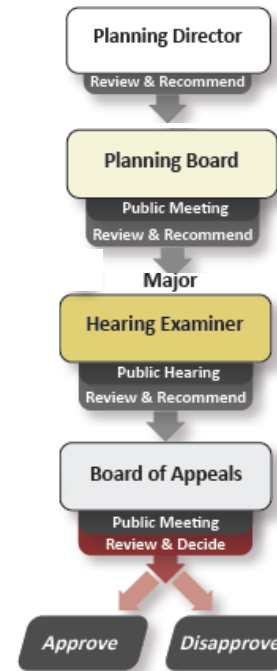 Planning Director
Review & Recommend
Planning Board
Public Meeting
Review & Recommend
Major
Hearing Examiner
Public Hearing
Review & Recommend
Board of Appeals
Public Meeting
Review & Decide
Approve
Disapprove